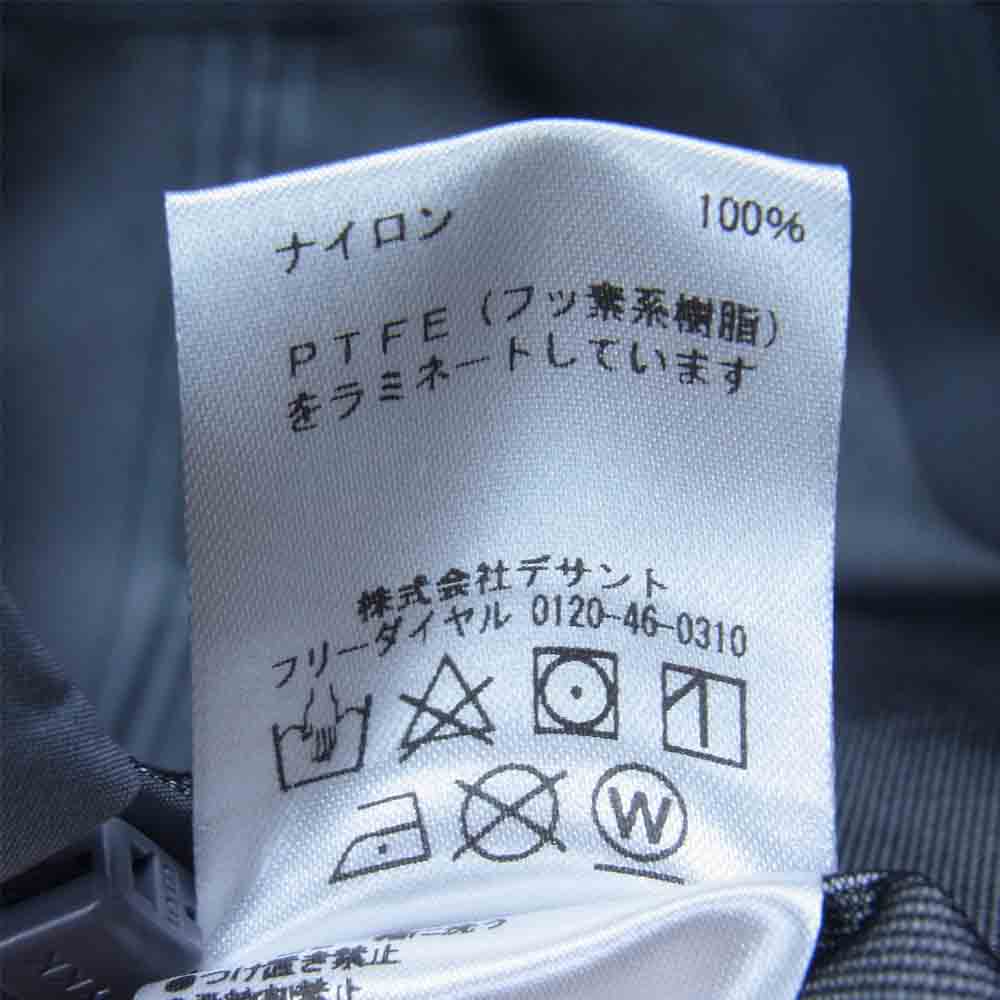 ナイロン 100%
PTFE(フッ素系樹脂)
をラミネートしています
株式会社デサント
フリーダイヤル 0120-46-0310
W
つけ置き禁止